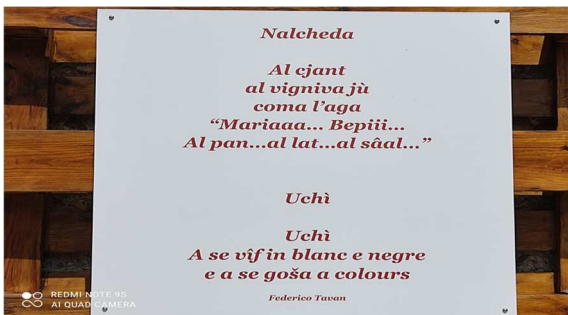 Nalcheda
Al cjant
al vigniva jù
coma l'aga
“Mariaaa... Bepiii...
Al pan...al lat...al sâal...”
Uchì
Uchì
A se vîf in blanc e negre
e a se goša a colours
Federico Tavan
REDMI NOTE 9S
AI QUAD CAMERA